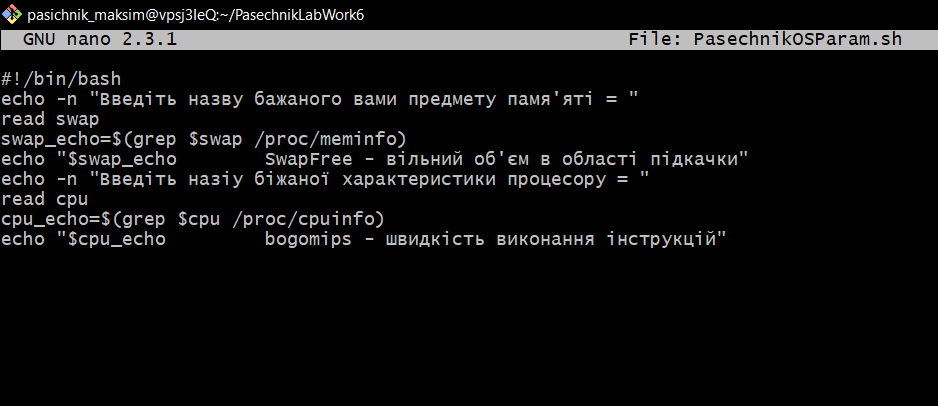 pasichnik_maksim@vpsj3IeQ:~/PasechnikLabWork6
GNU nano 2.3.1 File: PasechnikOSParam.sh
#!/bin/bash
echo -n "Введіть назву бажаного вами предмету памя'яті = "
read swap
swap_echo=$(grep $swap /proc/meminfo)
echo "$swap_echo        SwapFree - вільний об'єм в області підкачки"
echo -n "Введіть назіу біжаної характеристики процесору = "
read cpu
cpu_echo=$(grep $cpu /proc/cpuinfo)
echo "$cpu_echo         bogomips - швидкість виконання інструкцій"